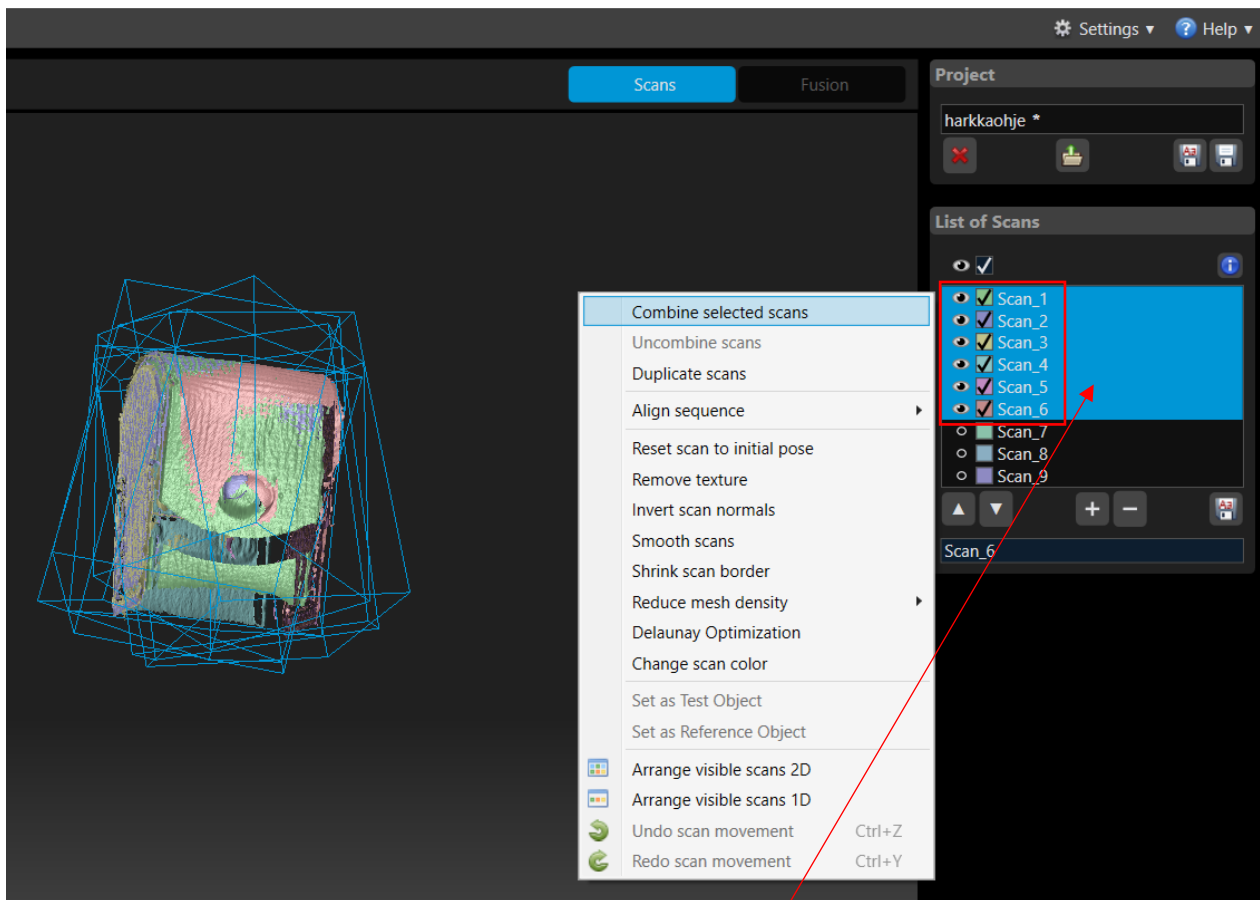 Settings ▾ Help ▾
Scans Fusion
Project
harkkaohje *
List of Scans
Scan_1
Scan_2
Scan_3
Scan_4
Scan_5
Scan_6
Scan_7
Scan_8
Scan_9
Scan_6
Combine selected scans
Uncombine scans
Duplicate scans
Align sequence
Reset scan to initial pose
Remove texture
Invert scan normals
Smooth scans
Shrink scan border
Reduce mesh density
Delaunay Optimization
Change scan color
Set as Test Object
Set as Reference Object
Arrange visible scans 2D
Arrange visible scans 1D
Undo scan movement Ctrl+Z
Redo scan movement Ctrl+Y